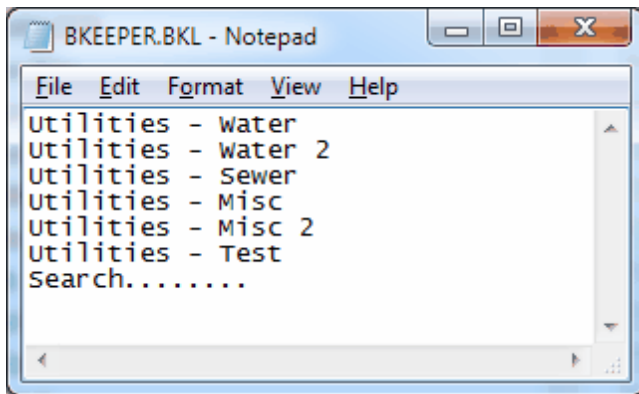 BKEEPER.BKL - Notepad
File Edit Format View Help
Utilities - Water
Utilities - Water 2
Utilities - Sewer
Utilities - Misc
Utilities - Misc 2
Utilities - Test
Search........